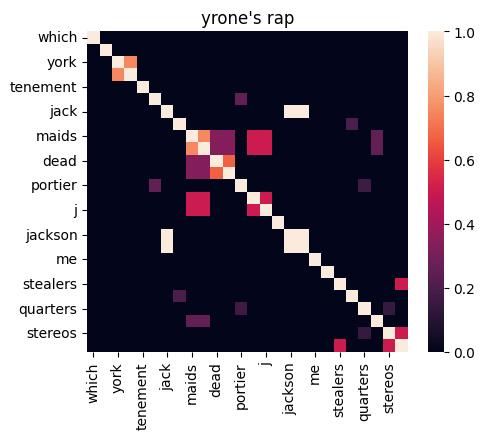 yrone's rap
which
york
tenement
jack
maids
dead
portier
j
jackson
me
stealers
quarters
stereos
1.0
0.8
0.6
0.4
0.2
0.0
which
york
tenement
jack
maids
dead
portier
j
jackson
me
stealers
quarters
stereos